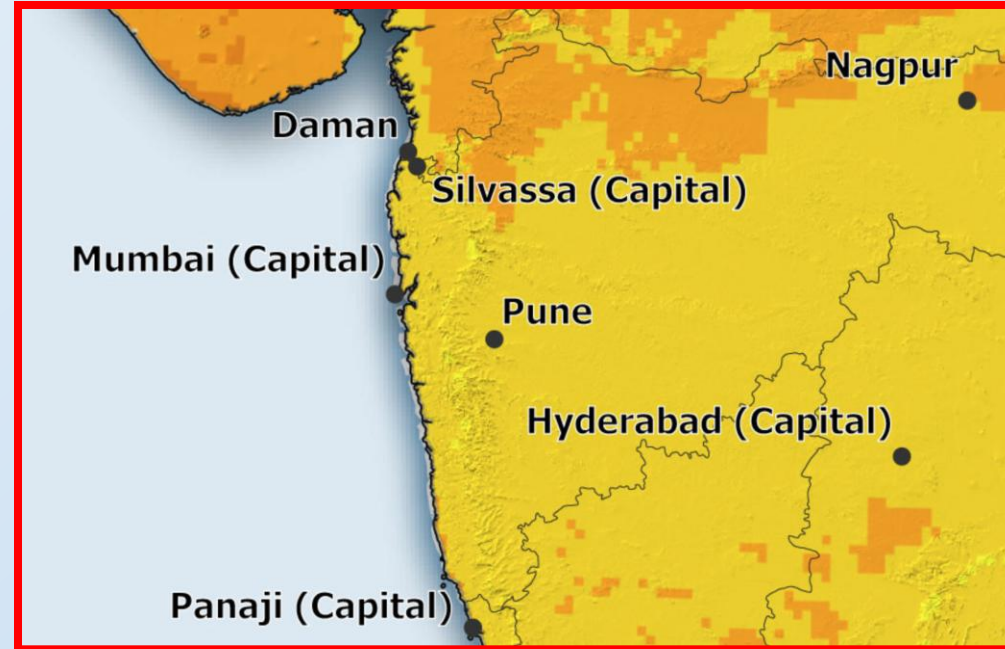 Nagpur
Daman
Silvassa (Capital)
Mumbai (Capital)
Pune
Hyderabad (Capital)
Panaji (Capital)